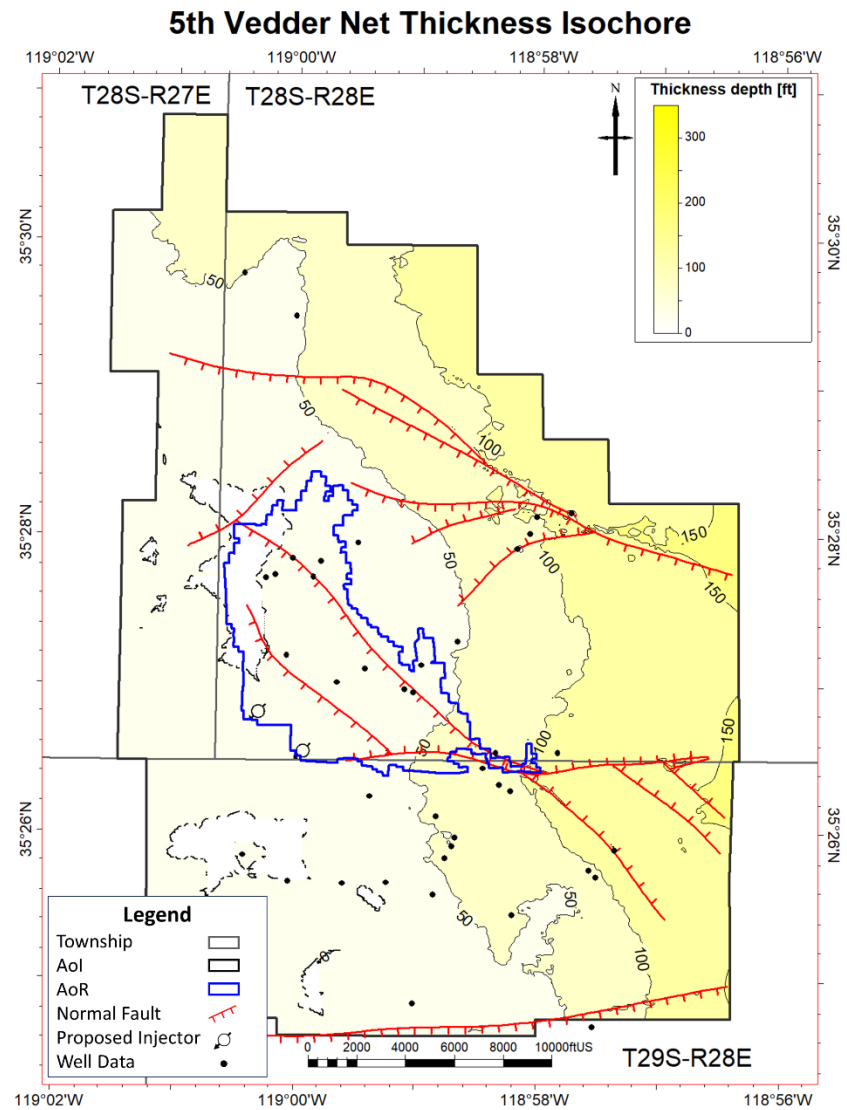 5th Vedder Net Thickness Isochore
119°02'W 119°00'W 118°58'W 118°56'W
T28S-R27E T28S-R28E
N
Thickness depth [ft]
300
200
100
0
35°30'N 35°30'N
50
50
100
35°28'N 35°28'N
150
50
100
150
150
50
100
35°26'N 35°26'N
50
50
100
0
Legend
Township
AoI
AoR
Normal Fault
Proposed Injector
Well Data
0 2000 4000 6000 8000 10000ftUS
T29S-R28E
119°02'W 119°00'W 118°58'W 118°56'W